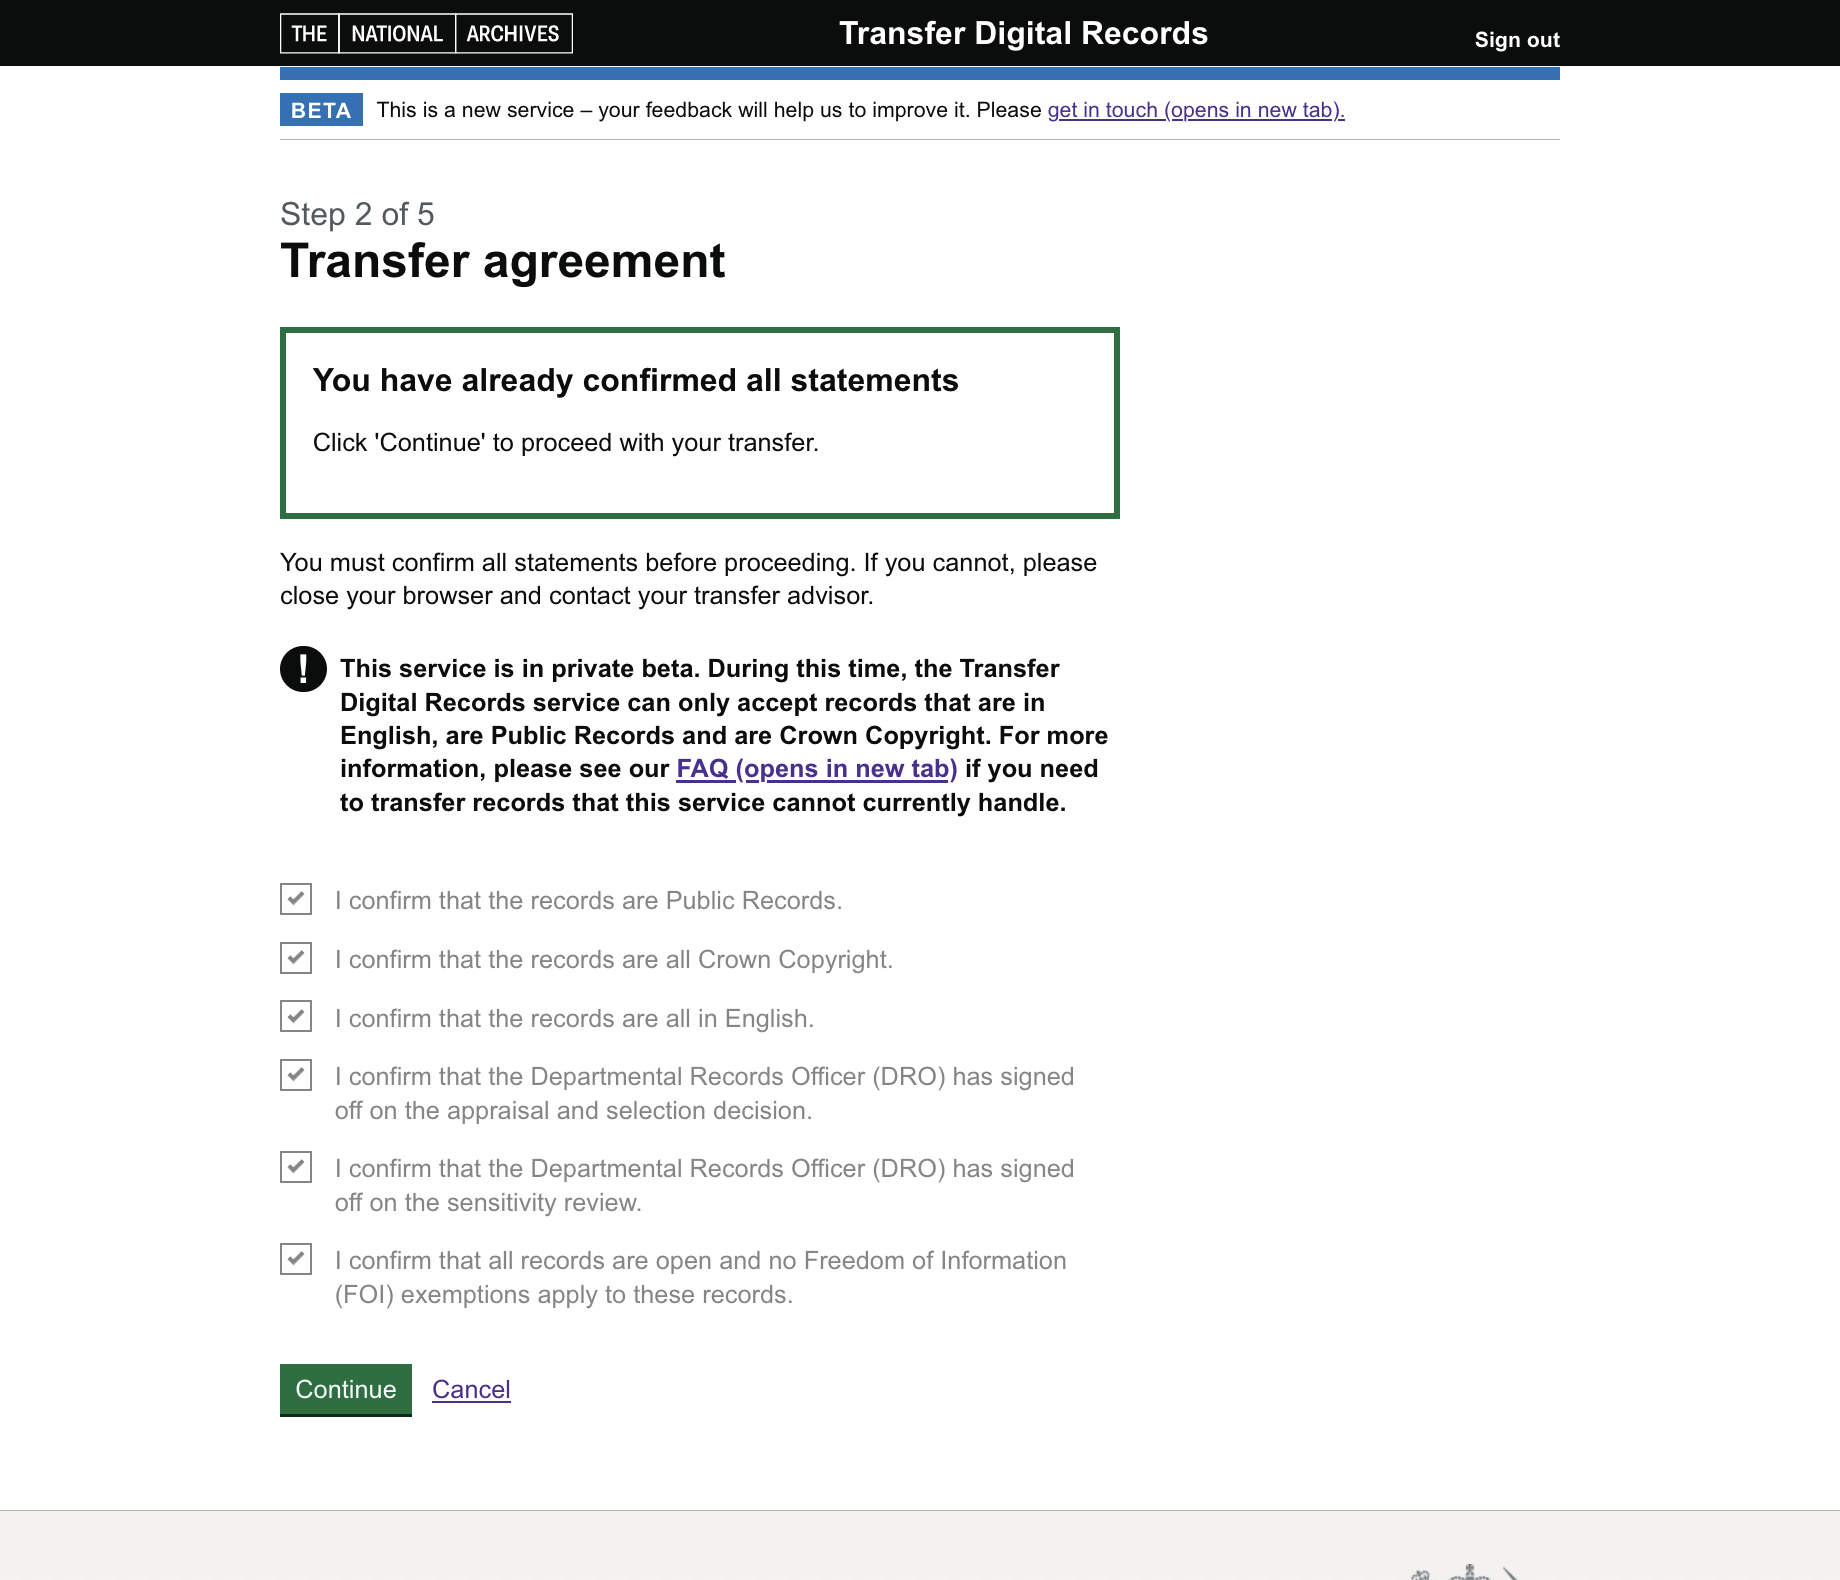 THE NATIONAL ARCHIVES
Transfer Digital Records
Sign out
BETA This is a new service – your feedback will help us to improve it. Please get in touch (opens in new tab).
Step 2 of 5
Transfer agreement
You have already confirmed all statements
Click 'Continue' to proceed with your transfer.
You must confirm all statements before proceeding. If you cannot, please
close your browser and contact your transfer advisor.
! This service is in private beta. During this time, the Transfer
Digital Records service can only accept records that are in
English, are Public Records and are Crown Copyright. For more
information, please see our FAQ (opens in new tab) if you need
to transfer records that this service cannot currently handle.
I confirm that the records are Public Records.
I confirm that the records are all Crown Copyright.
I confirm that the records are all in English.
I confirm that the Departmental Records Officer (DRO) has signed
off on the appraisal and selection decision.
I confirm that the Departmental Records Officer (DRO) has signed
off on the sensitivity review.
I confirm that all records are open and no Freedom of Information
(FOI) exemptions apply to these records.
Continue Cancel